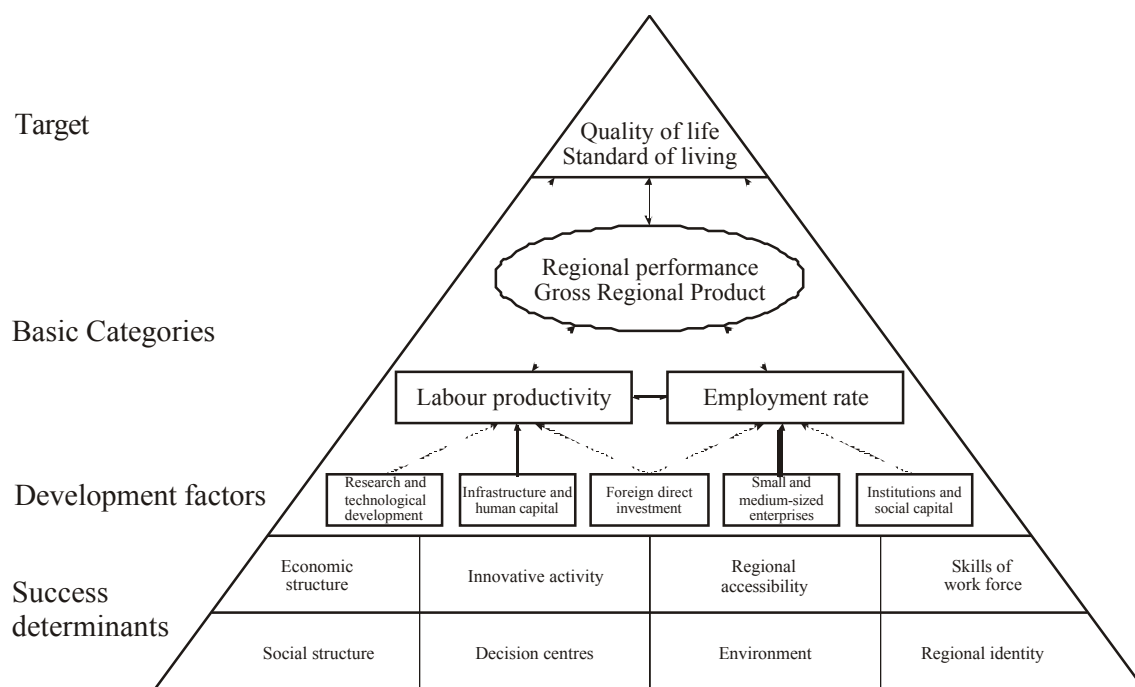 Target
Quality of life
Standard of living
Regional performance
Gross Regional Product
Basic Categories
Labour productivity
Employment rate
Development factors
Research and
technological
development
Infrastructure and
human capital
Foreign direct
investment
Small and
medium-sized
enterprises
Institutions and
social capital
Success
determinants
Economic
structure
Innovative activity
Regional
accessibility
Skills of
work force
Social structure
Decision centres
Environment
Regional identity